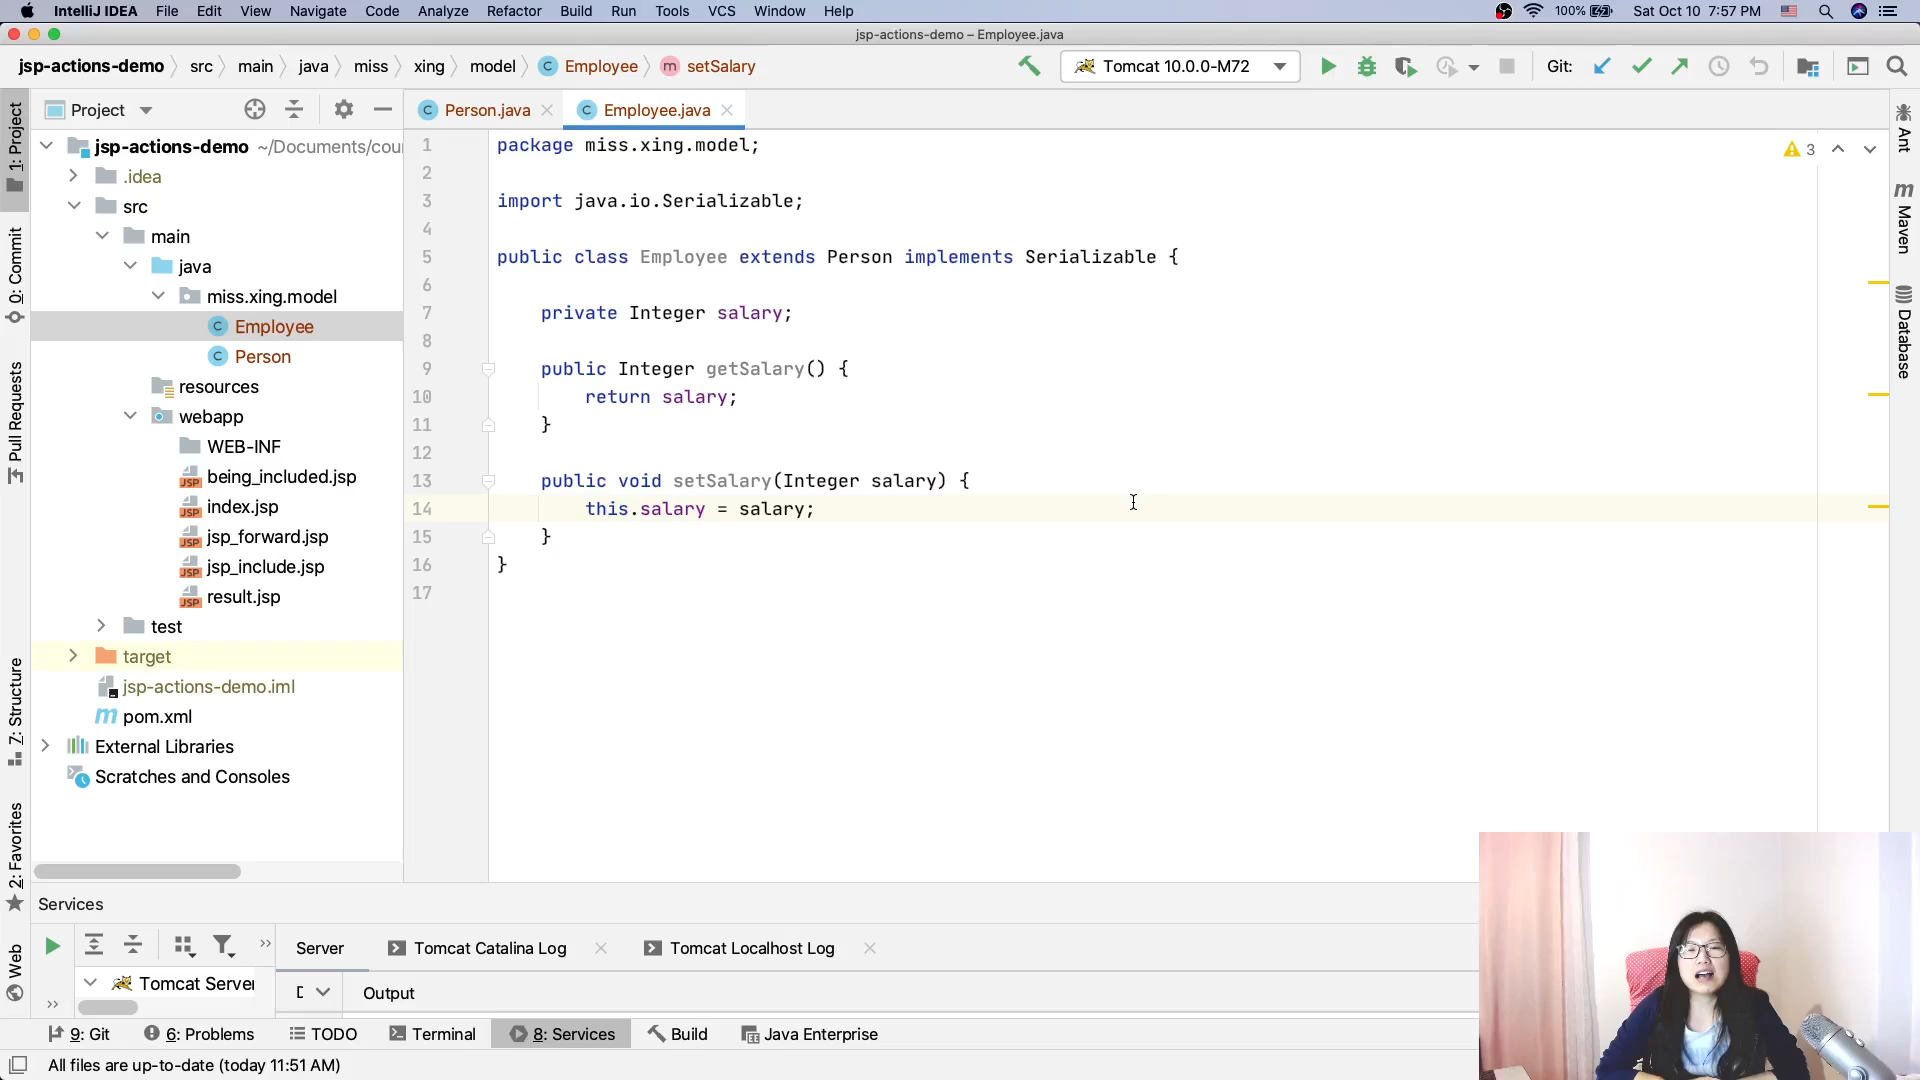 IntelliJ IDEA File Edit View Navigate Code Analyze Refactor Build Run Tools VCS Window Help 100% Sat Oct 10 7:57 PM
jsp-actions-demo – Employee.java
jsp-actions-demo src main java miss xing model C Employee m setSalary Tomcat 10.0.0-M72 Git:
Project
C Person.java C Employee.java
1: Project
0: Commit
Pull Requests
7: Structure
2: Favorites
Web
jsp-actions-demo ~/Documents/cou
.idea
src
main
java
miss.xing.model
C Employee
C Person
resources
webapp
WEB-INF
JSP being_included.jsp
JSP index.jsp
JSP jsp_forward.jsp
JSP jsp_include.jsp
JSP result.jsp
test
target
jsp-actions-demo.iml
m pom.xml
External Libraries
Scratches and Consoles
1 package miss.xing.model;
2
3 import java.io.Serializable;
4
5 public class Employee extends Person implements Serializable {
6
7 private Integer salary;
8
9 public Integer getSalary() {
10 return salary;
11 }
12
13 public void setSalary(Integer salary) {
14 this.salary = salary;
15 }
16 }
17
3
Ant
m Maven
Database
Services
Server Tomcat Catalina Log Tomcat Localhost Log
Tomcat Server
Output
9: Git 6: Problems TODO Terminal 8: Services Build Java Enterprise
All files are up-to-date (today 11:51 AM)